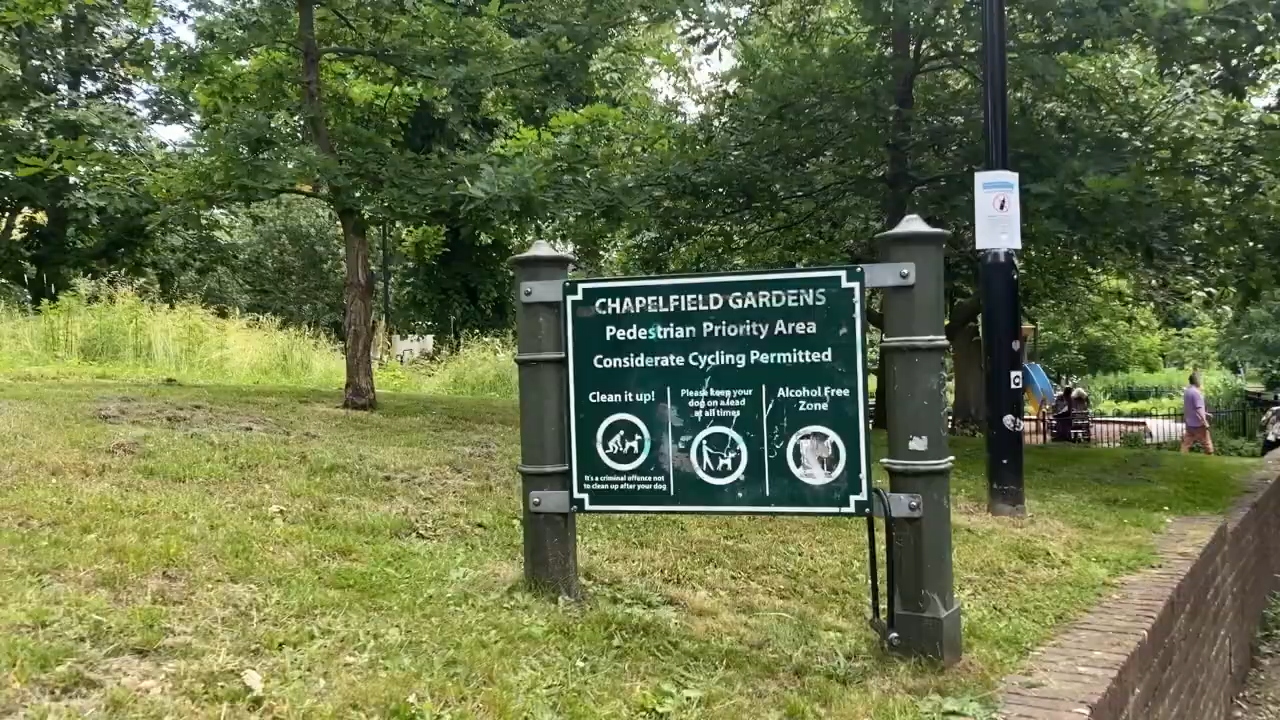 CHAPELFIELD GARDENS
Pedestrian Priority Area
Considerate Cycling Permitted
Clean it up!
It's a criminal offence not
to clean up after your dog
Please keep your
dog on a lead
at all times
Alcohol Free
Zone